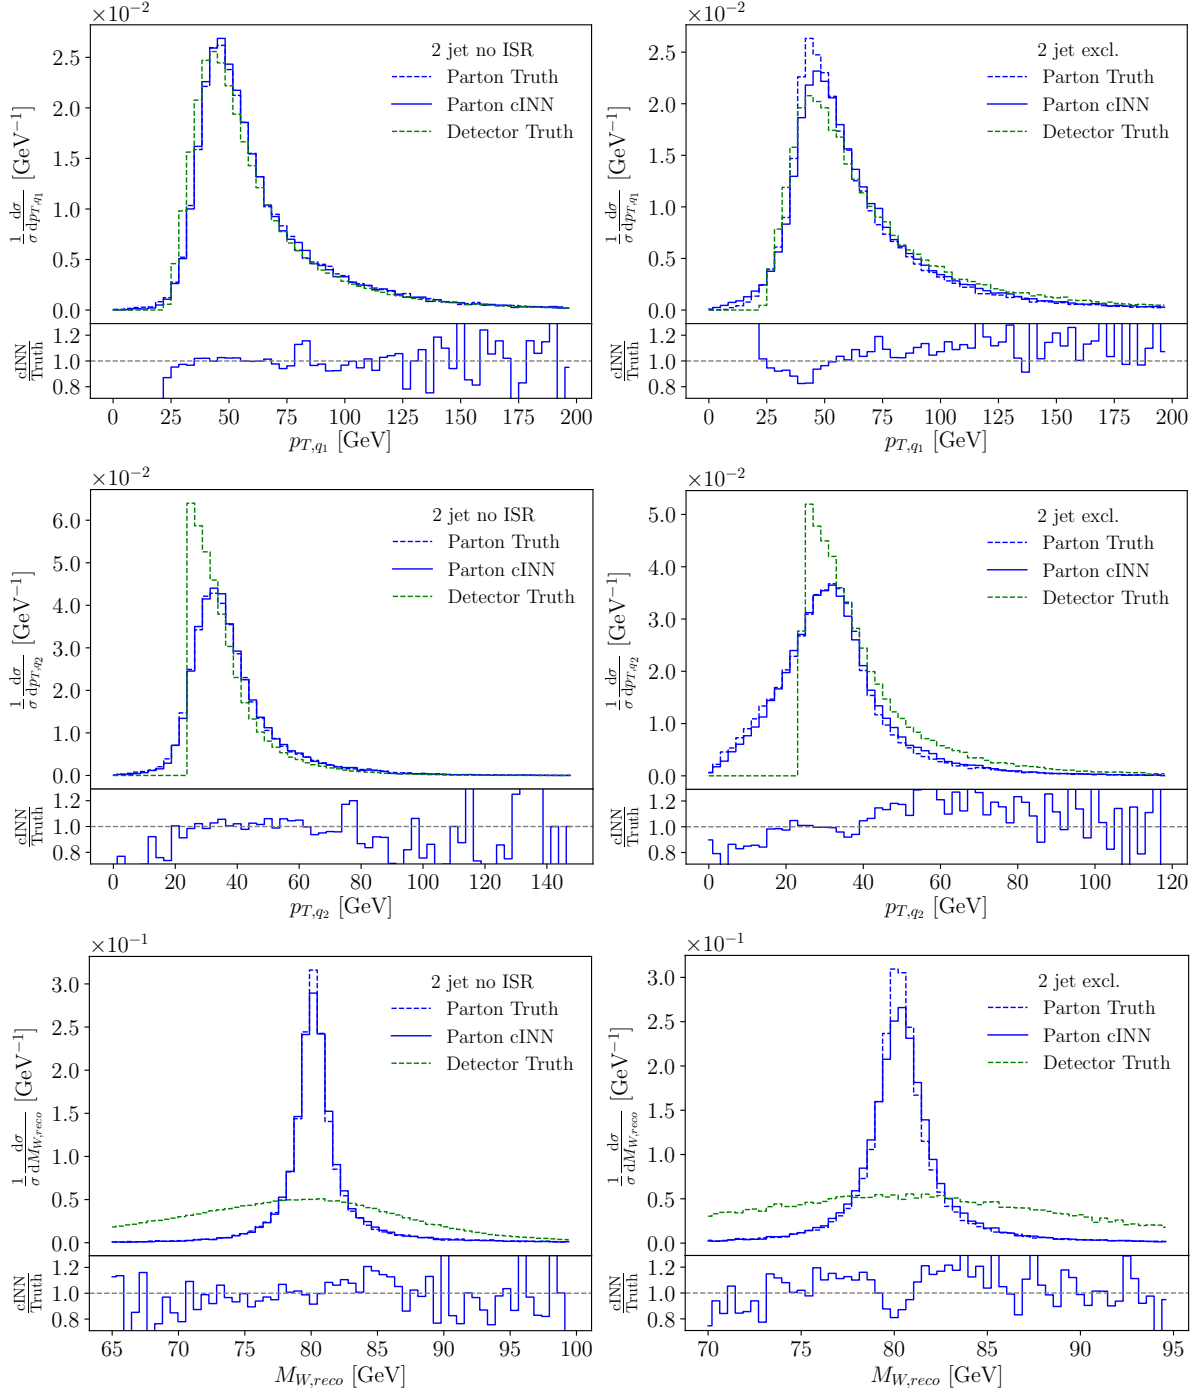 ×10⁻²
2 jet no ISR
Parton Truth
Parton cINN
Detector Truth
2.5
2.0
1.5
1.0
0.5
0.0
1/σ dσ/dp_{T,q₁} [GeV⁻¹]
1.2
1.0
0.8
cINN/Truth
0 25 50 75 100 125 150 175 200
p_{T,q₁} [GeV]
×10⁻²
2 jet excl.
Parton Truth
Parton cINN
Detector Truth
2.5
2.0
1.5
1.0
0.5
0.0
1/σ dσ/dp_{T,q₁} [GeV⁻¹]
1.2
1.0
0.8
cINN/Truth
0 25 50 75 100 125 150 175 200
p_{T,q₁} [GeV]
×10⁻²
2 jet no ISR
Parton Truth
Parton cINN
Detector Truth
6.0
5.0
4.0
3.0
2.0
1.0
0.0
1/σ dσ/dp_{T,q₂} [GeV⁻¹]
1.2
1.0
0.8
cINN/Truth
0 20 40 60 80 100 120 140
p_{T,q₂} [GeV]
×10⁻²
2 jet excl.
Parton Truth
Parton cINN
Detector Truth
5.0
4.0
3.0
2.0
1.0
0.0
1/σ dσ/dp_{T,q₂} [GeV⁻¹]
1.2
1.0
0.8
cINN/Truth
0 20 40 60 80 100 120
p_{T,q₂} [GeV]
×10⁻¹
2 jet no ISR
Parton Truth
Parton cINN
Detector Truth
3.0
2.5
2.0
1.5
1.0
0.5
0.0
1/σ dσ/dM_{W,reco} [GeV⁻¹]
1.2
1.0
0.8
cINN/Truth
65 70 75 80 85 90 95 100
M_{W,reco} [GeV]
×10⁻¹
2 jet excl.
Parton Truth
Parton cINN
Detector Truth
3.0
2.5
2.0
1.5
1.0
0.5
0.0
1/σ dσ/dM_{W,reco} [GeV⁻¹]
1.2
1.0
0.8
cINN/Truth
70 75 80 85 90 95
M_{W,reco} [GeV]